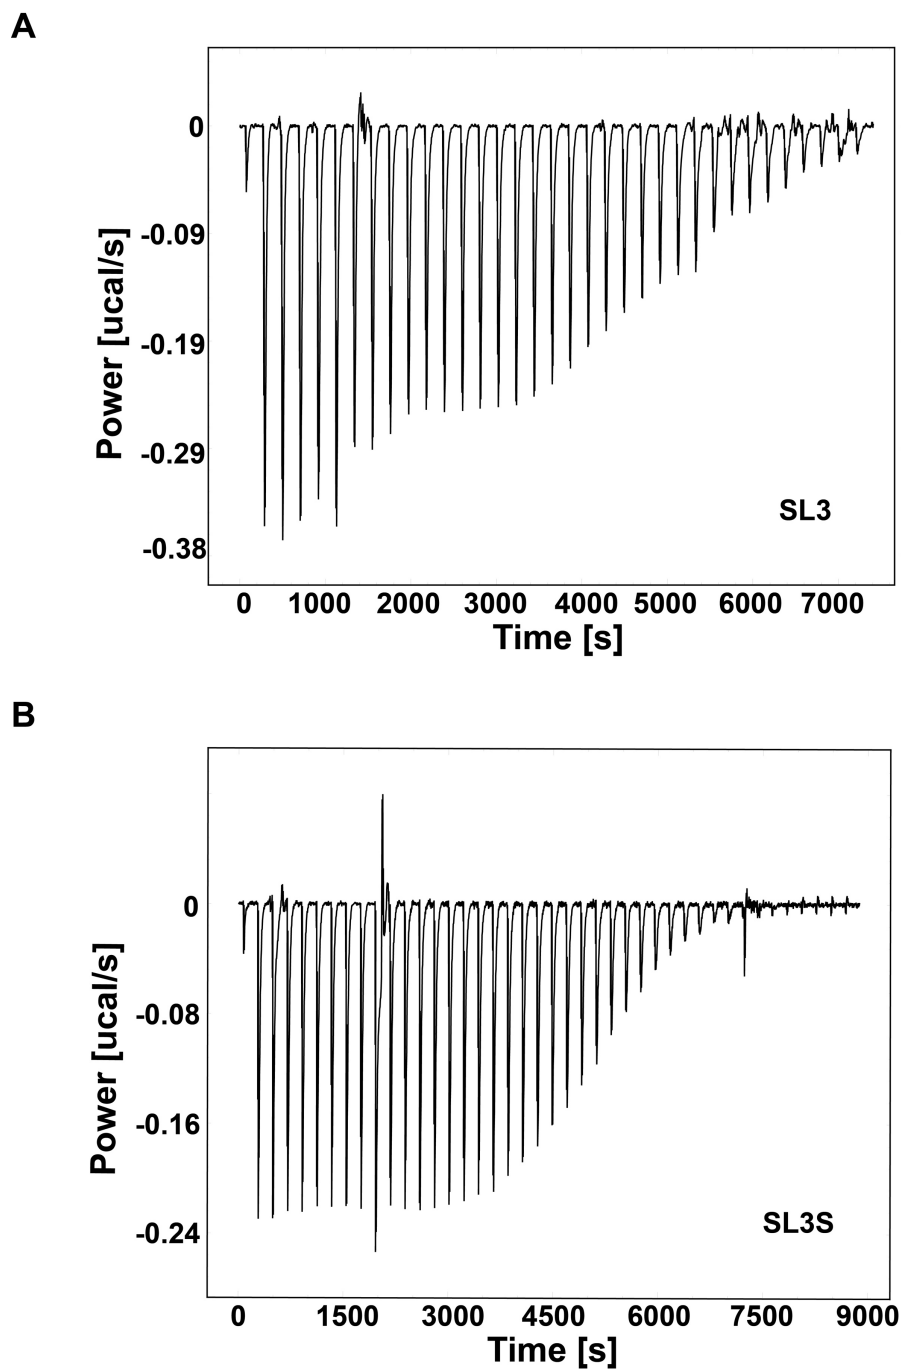 A
0
-0.09
-0.19
-0.29
-0.38
Power [ucal/s]
SL3
0 1000 2000 3000 4000 5000 6000 7000
Time [s]
B
0
-0.08
-0.16
-0.24
Power [ucal/s]
SL3S
0 1500 3000 4500 6000 7500 9000
Time [s]